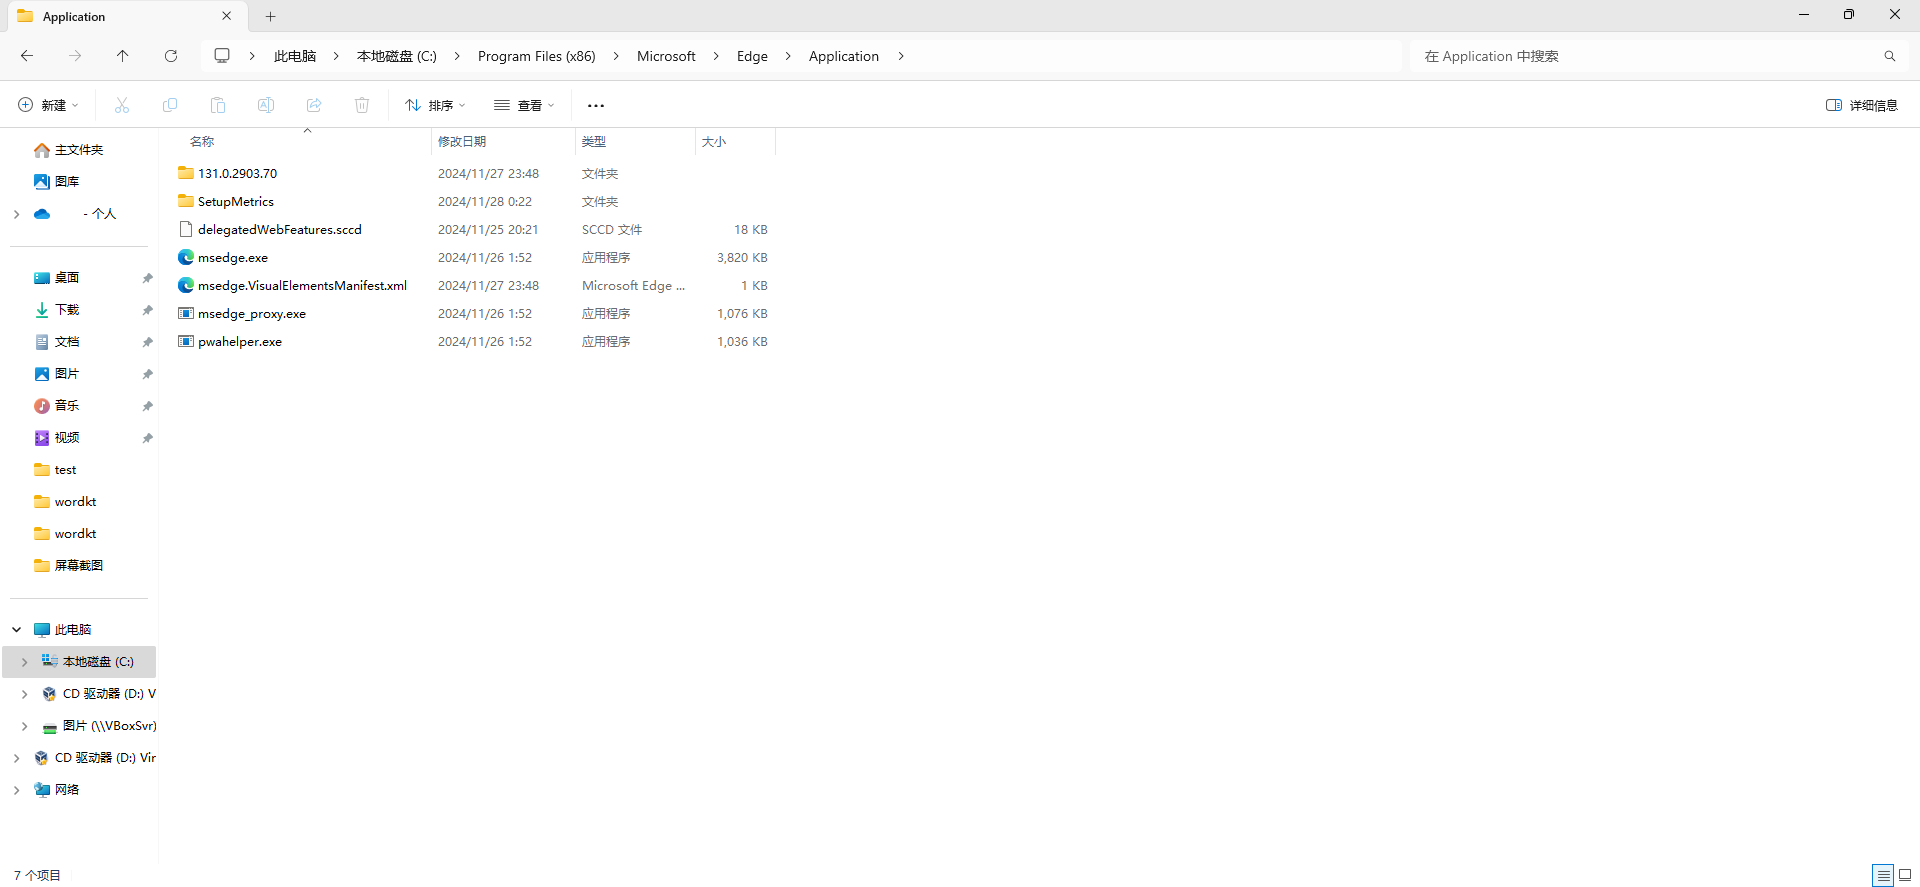 Application
此电脑 本地磁盘 (C:) Program Files (x86) Microsoft Edge Application 在 Application 中搜索
新建 排序 查看 详细信息
名称 修改日期 类型 大小
131.0.2903.70 2024/11/27 23:48 文件夹
SetupMetrics 2024/11/28 0:22 文件夹
delegatedWebFeatures.sccd 2024/11/25 20:21 SCCD 文件 18 KB
msedge.exe 2024/11/26 1:52 应用程序 3,820 KB
msedge.VisualElementsManifest.xml 2024/11/27 23:48 Microsoft Edge ... 1 KB
msedge_proxy.exe 2024/11/26 1:52 应用程序 1,076 KB
pwahelper.exe 2024/11/26 1:52 应用程序 1,036 KB
主文件夹
图库
- 个人
桌面
下载
文档
图片
音乐
视频
test
wordkt
wordkt
屏幕截图
此电脑
本地磁盘 (C:)
CD 驱动器 (D:) V
图片 (\\VBoxSvr)
CD 驱动器 (D:) Vir
网络
7 个项目